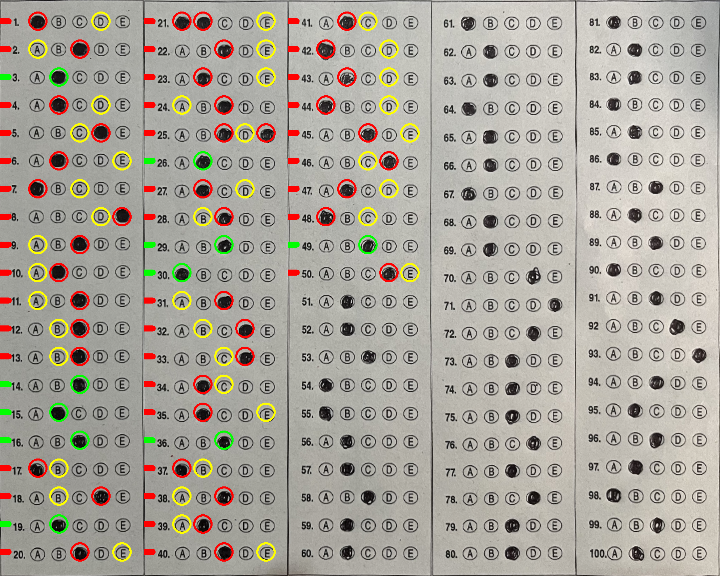 1. B C D E
2. A B D E
3. A C D E
4. A C D E
5. A B C E
6. A C D E
7. B C D E
8. A B C D
9. A B D E
10. A C D E
11. A B D E
12. A B D E
13. A B D E
14. A B D E
15. A C D E
16. A B D E
17. B C D E
18. A B C E
19. A C D E
20. A B D E
21. C D E
22. A B D E
23. A C D E
24. A B D E
25. A B D
26. A C D E
27. A C D E
28. A B D E
29. A B D E
30. B C D E
31. A B D E
32. A B C E
33. A B C E
34. A C D E
35. A C D E
36. A B D E
37. B C D E
38. A B D E
39. A C D E
40. A B D E
41. A C D E
42. B C D E
43. A C D E
44. B C D E
45. A B D E
46. A B C E
47. A C D E
48. B C D E
49. A B D E
50. A B C E
51. A C D E
52. A C D E
53. A B D E
54. B C D E
55. B C D E
56. A C D E
57. A C D E
58. A B D E
59. A C D E
60. A C D E
61. B C D E
62. A C D E
63. A C D E
64. B C D E
65. A C D E
66. A C D E
67. B C D E
68. A C D E
69. A C D E
70. A B C E
71. A B C D
72. A B C E
73. A B D E
74. A B D E
75. A B D E
76. A B C E
77. A B D E
78. A B C E
79. A B D E
80. A B D E
81. B C D E
82. A C D E
83. A C D E
84. B C D E
85. A C D E
86. B C D E
87. A B D E
88. A C D E
89. A B D E
90. B C D E
91. A B D E
92 A B C E
93. A B C D
94. A B D E
95. A C D E
96. A B D E
97. A C D E
98. B C D E
99. A B D E
100. A C D E